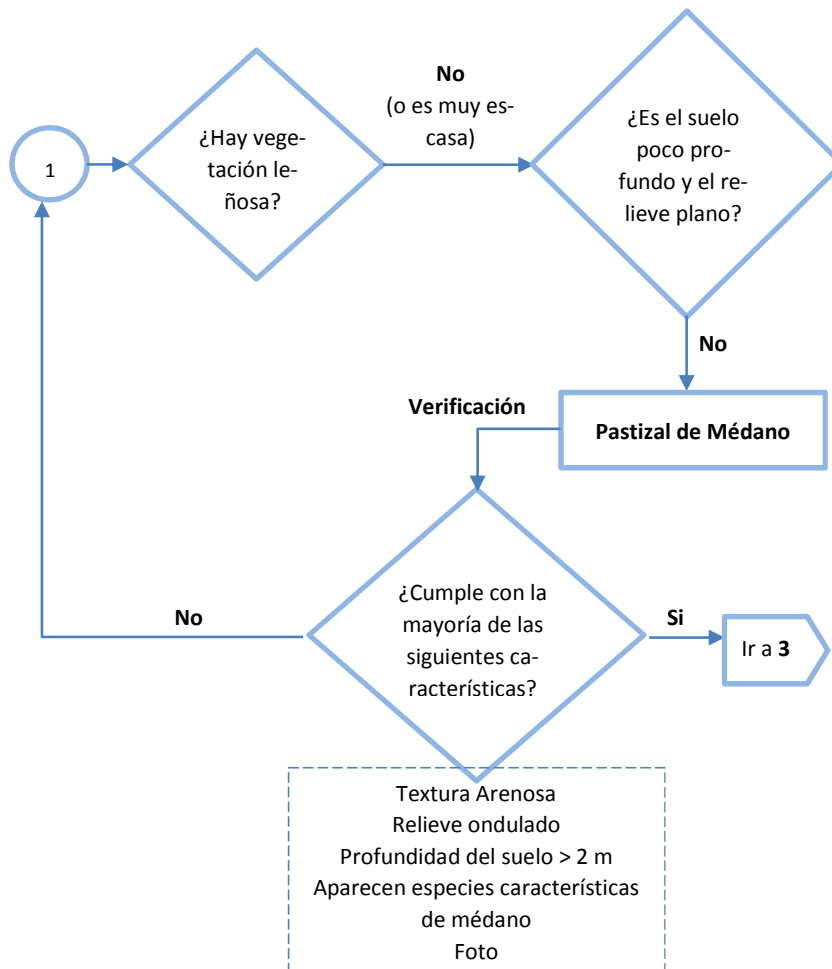 1
¿Hay vege-
tación le-
ñosa?
No
(o es muy es-
casa)
¿Es el suelo
poco pro-
fundo y el re-
lieve plano?
No
Pastizal de Médano
Verificación
¿Cumple con la
mayoría de las
siguientes ca-
racterísticas?
No
Si
Ir a 3
Textura Arenosa
Relieve ondulado
Profundidad del suelo > 2 m
Aparecen especies características
de médano
Foto